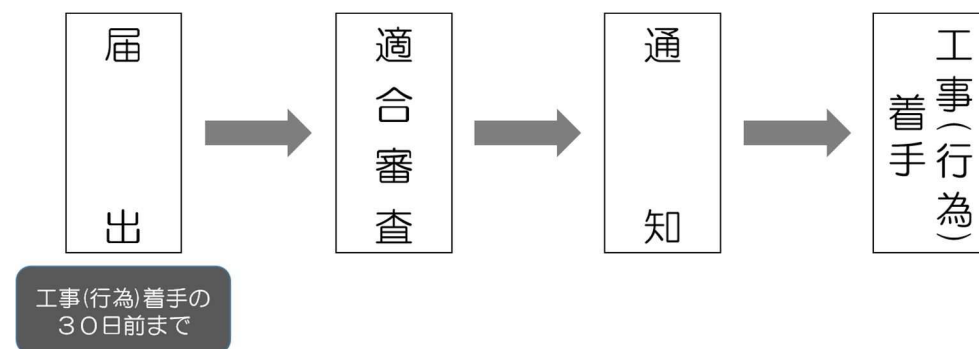 届出
適合審査
通知
工事(行為)
着手
工事(行為)着手の
３０日前まで